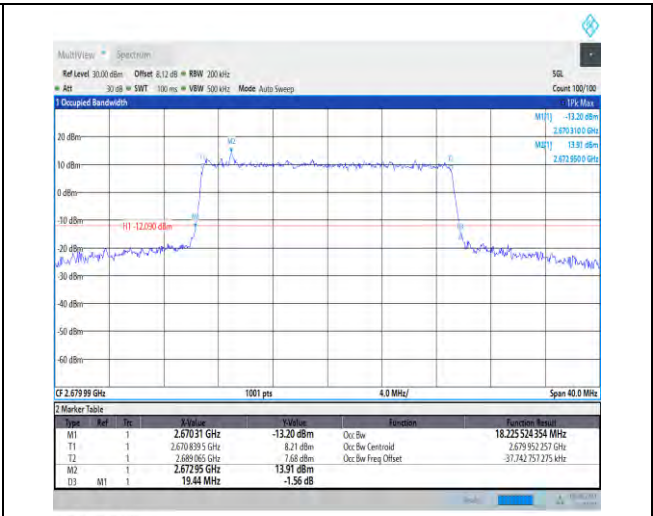 MultiView Spectrum
Ref Level 30.00 dBm Offset 8.12 dB RBW 200 kHz SGL
Att 30 dB SWT 100 ms VBW 500 kHz Mode Auto Sweep Count 100/100
1 Occupied Bandwidth 1Pk Max
M1[1] -13.20 dBm
2.670 310 0 GHz
20 dBm
M2
M2[1] 13.91 dBm
10 dBm
2.672 950 0 GHz
0 dBm
-10 dBm
H1 -12.090 dBm
-20 dBm
-30 dBm
-40 dBm
-50 dBm
-60 dBm
CF 2.679 99 GHz 1001 pts 4.0 MHz/ Span 40.0 MHz
2 Marker Table
Type Ref Trc X-Value Y-Value Function Function Result
M1 1 2.670 31 GHz -13.20 dBm Occ Bw 18.225 524 354 MHz
T1 1 2.670 839 5 GHz 8.21 dBm Occ Bw Centroid 2.679 952 257 GHz
T2 1 2.689 065 GHz 7.68 dBm Occ Bw Freq Offset -37.742 757 275 kHz
M2 1 2.672 95 GHz 13.91 dBm
D3 M1 1 19.44 MHz -1.56 dB